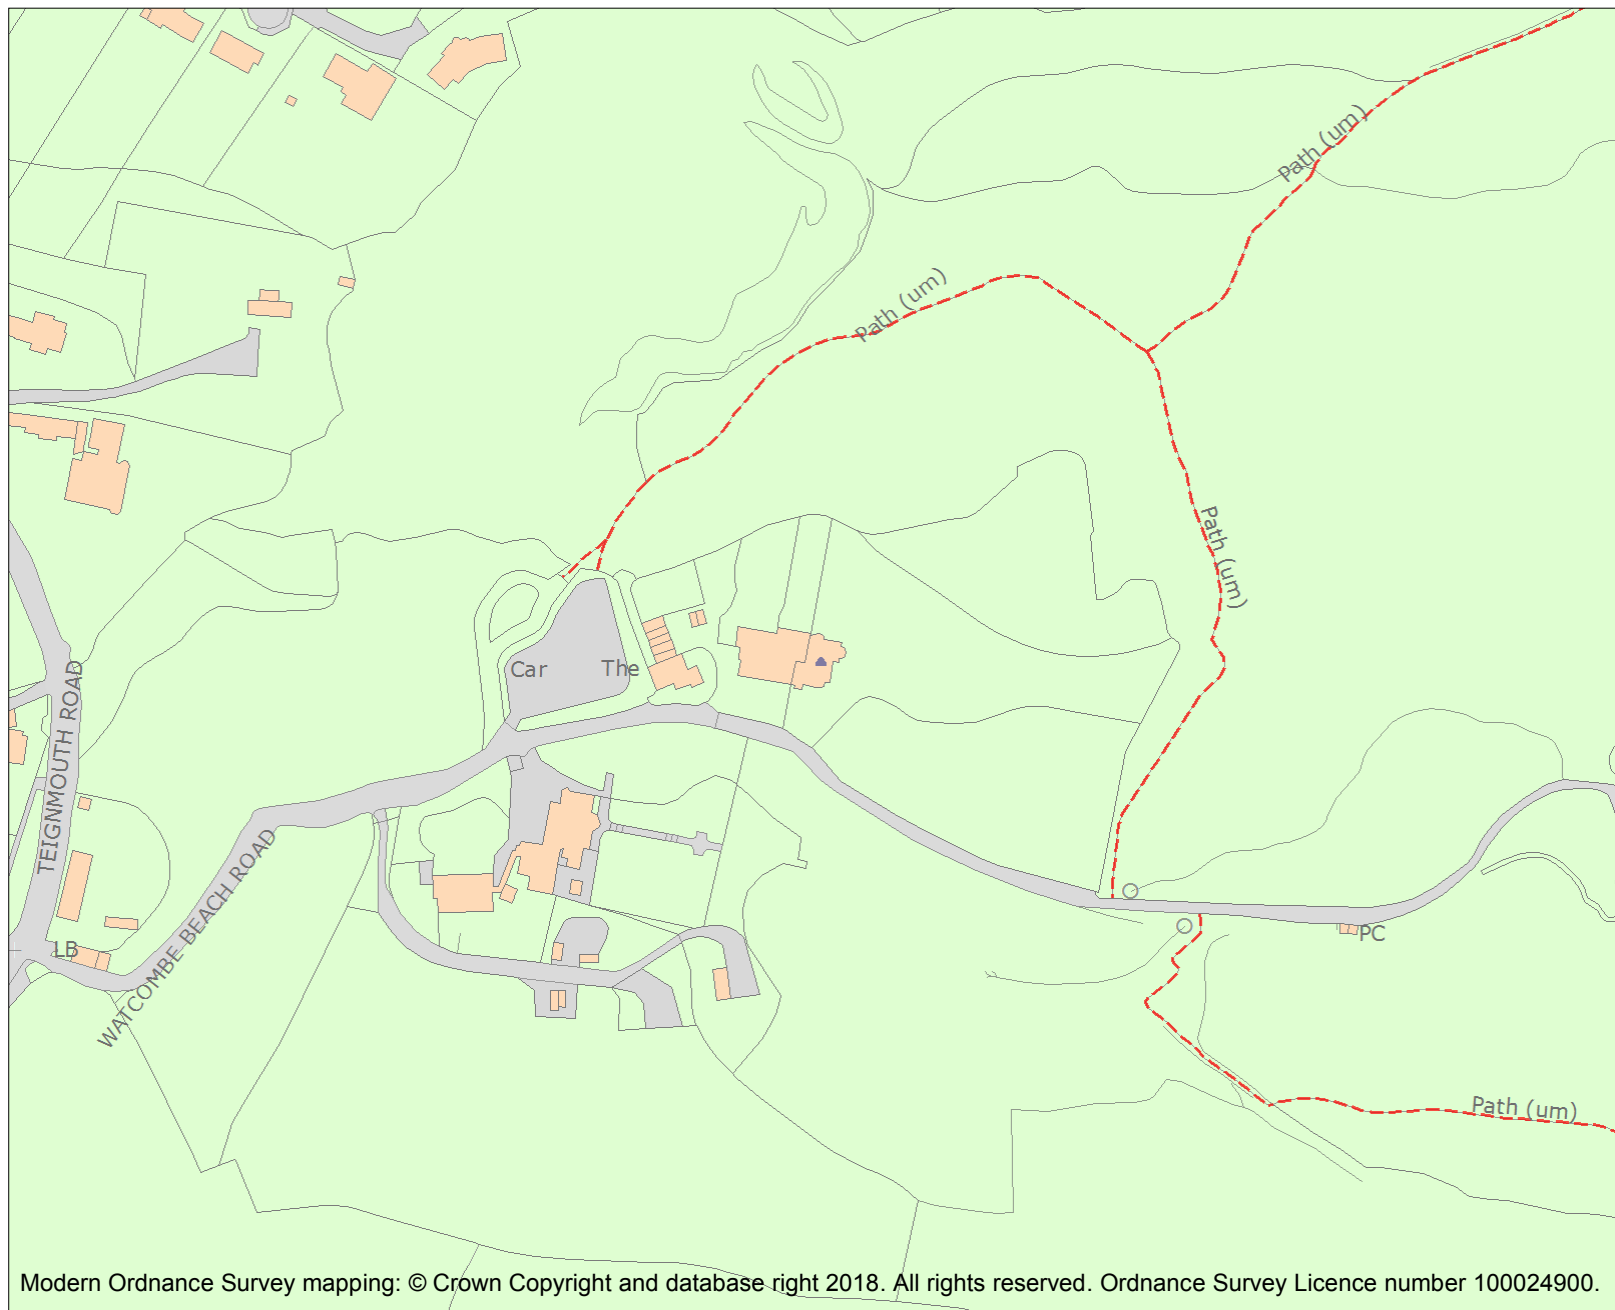 Path (um)
Path (um)
Path (um)
Car
The
TEIGNMOUTH ROAD
WATCOMBE BEACH ROAD
LB
PC
Path (um)
Modern Ordnance Survey mapping: © Crown Copyright and database right 2018. All rights reserved. Ordnance Survey Licence number 100024900.